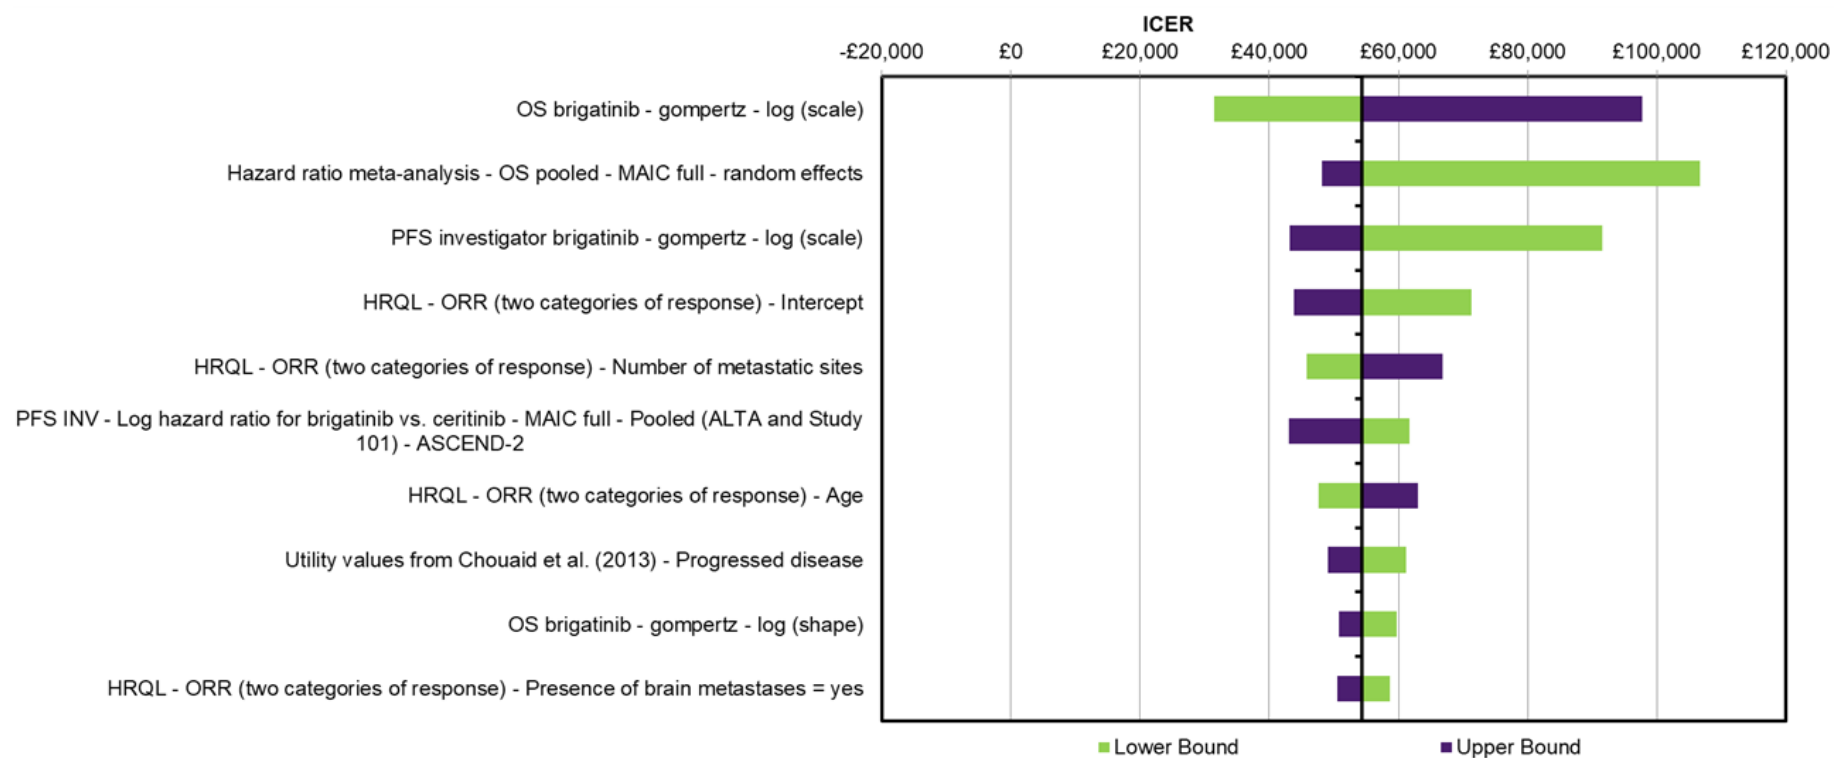 ICER
-£20,000 £0 £20,000 £40,000 £60,000 £80,000 £100,000 £120,000
OS brigatinib - gompertz - log (scale)
Hazard ratio meta-analysis - OS pooled - MAIC full - random effects
PFS investigator brigatinib - gompertz - log (scale)
HRQL - ORR (two categories of response) - Intercept
HRQL - ORR (two categories of response) - Number of metastatic sites
PFS INV - Log hazard ratio for brigatinib vs. ceritinib - MAIC full - Pooled (ALTA and Study
101) - ASCEND-2
HRQL - ORR (two categories of response) - Age
Utility values from Chouaid et al. (2013) - Progressed disease
OS brigatinib - gompertz - log (shape)
HRQL - ORR (two categories of response) - Presence of brain metastases = yes
Lower Bound Upper Bound